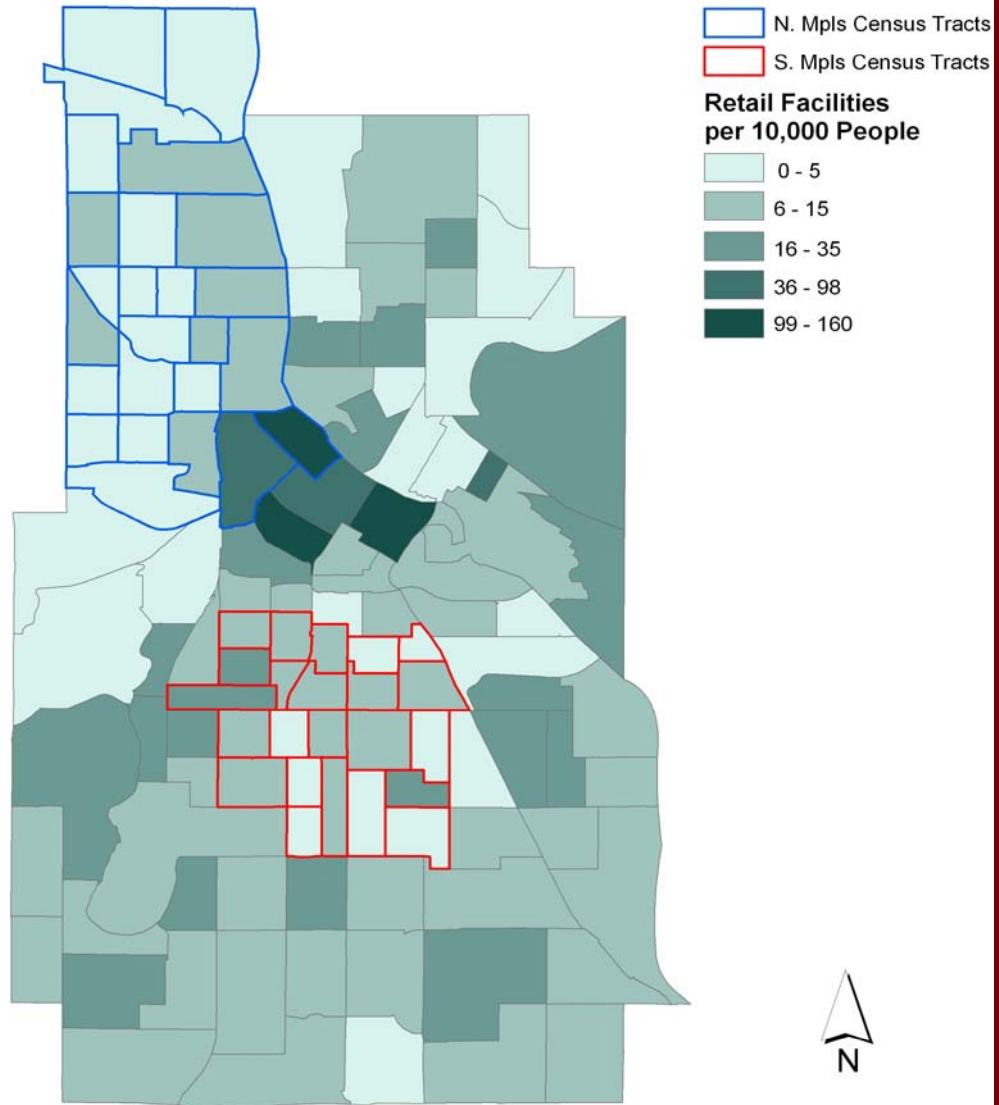 N. Mpls Census Tracts
S. Mpls Census Tracts
Retail Facilities
per 10,000 People
0 - 5
6 - 15
16 - 35
36 - 98
99 - 160
N